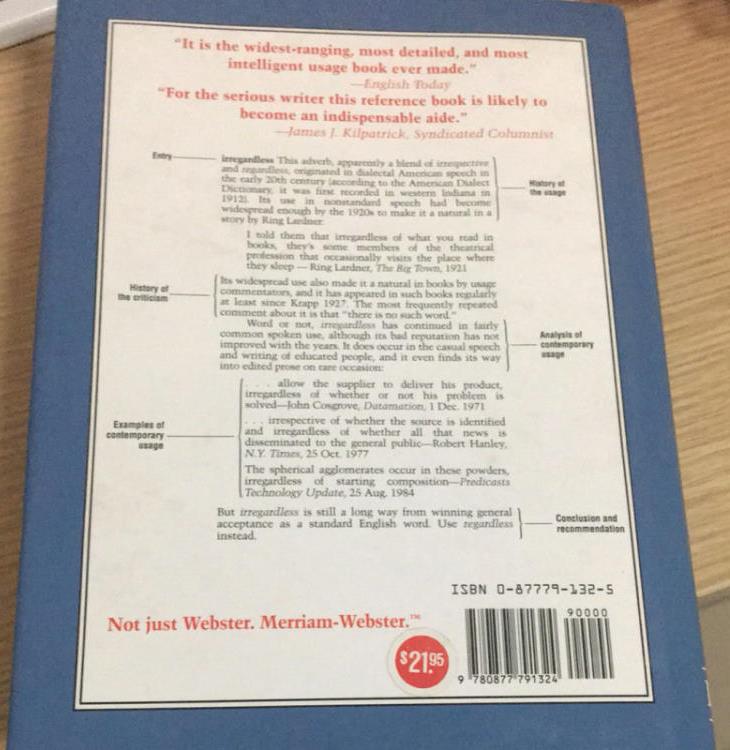 “It is the widest-ranging, most detailed, and most
intelligent usage book ever made.”
—English Today
“For the serious writer this reference book is likely to
become an indispensable aide.”
—James J. Kilpatrick, Syndicated Columnist
Entry
irregardless This adverb, apparently a blend of irrespective
and regardless, originated in dialectal American speech in
the early 20th century (according to the American Dialect
Dictionary, it was first recorded in western Indiana in
1912). Its use in nonstandard speech had become
widespread enough by the 1920s to make it a natural in a
story by Ring Lardner:
History of
the usage
I told them that irregardless of what you read in
books, they's some members of the theatrical
profession that occasionally visits the place where
they sleep — Ring Lardner, The Big Town, 1921
History of
the criticism
Its widespread use also made it a natural in books by usage
commentators, and it has appeared in such books regularly
at least since Krapp 1927. The most frequently repeated
comment about it is that “there is no such word.”
Word or not, irregardless has continued in fairly
common spoken use, although its bad reputation has not
improved with the years. It does occur in the casual speech
and writing of educated people, and it even finds its way
into edited prose on rare occasion:
Analysis of
contemporary
usage
Examples of
contemporary
usage
. . . allow the supplier to deliver his product,
irregardless of whether or not his problem is
solved—John Cosgrove, Datamation, 1 Dec. 1971
. . . irrespective of whether the source is identified
and irregardless of whether all that news is
disseminated to the general public—Robert Hanley,
N.Y. Times, 25 Oct. 1977
The spherical agglomerates occur in these powders,
irregardless of starting composition—Predicasts
Technology Update, 25 Aug. 1984
But irregardless is still a long way from winning general
acceptance as a standard English word. Use regardless
instead.
Conclusion and
recommendation
ISBN 0-87779-132-5
90000
Not just Webster. Merriam-Webster.™
$21.95
9 780877 791324